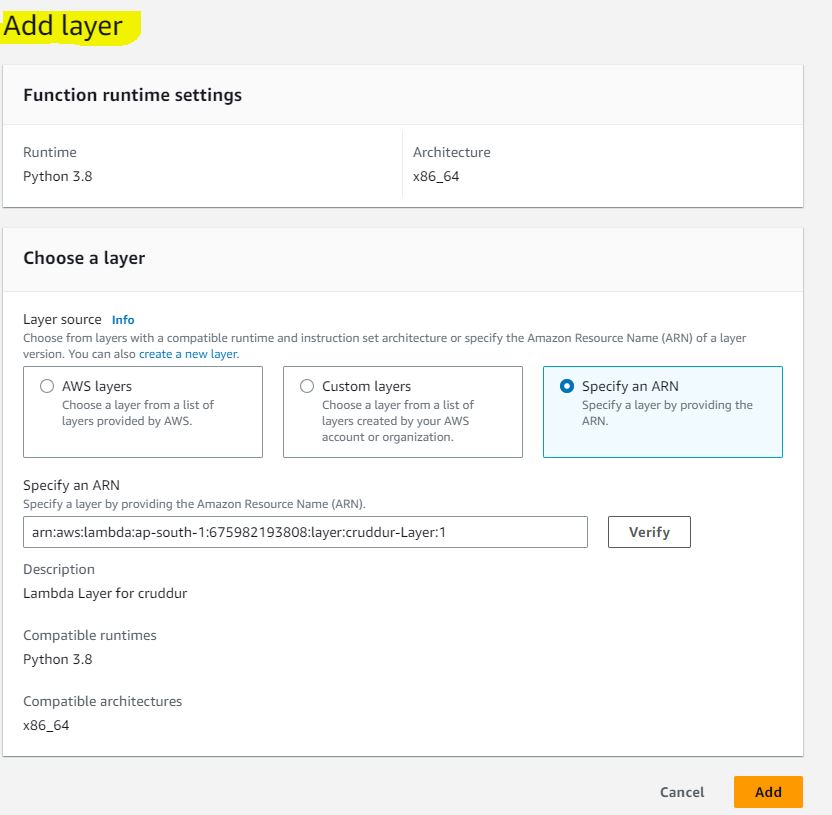 Add layer
Function runtime settings
Runtime
Python 3.8
Architecture
x86_64
Choose a layer
Layer source Info
Choose from layers with a compatible runtime and instruction set architecture or specify the Amazon Resource Name (ARN) of a layer
version. You can also create a new layer.
AWS layers
Choose a layer from a list of
layers provided by AWS.
Custom layers
Choose a layer from a list of
layers created by your AWS
account or organization.
Specify an ARN
Specify a layer by providing the
ARN.
Specify an ARN
Specify a layer by providing the Amazon Resource Name (ARN).
arn:aws:lambda:ap-south-1:675982193808:layer:cruddur-Layer:1
Verify
Description
Lambda Layer for cruddur
Compatible runtimes
Python 3.8
Compatible architectures
x86_64
Cancel
Add